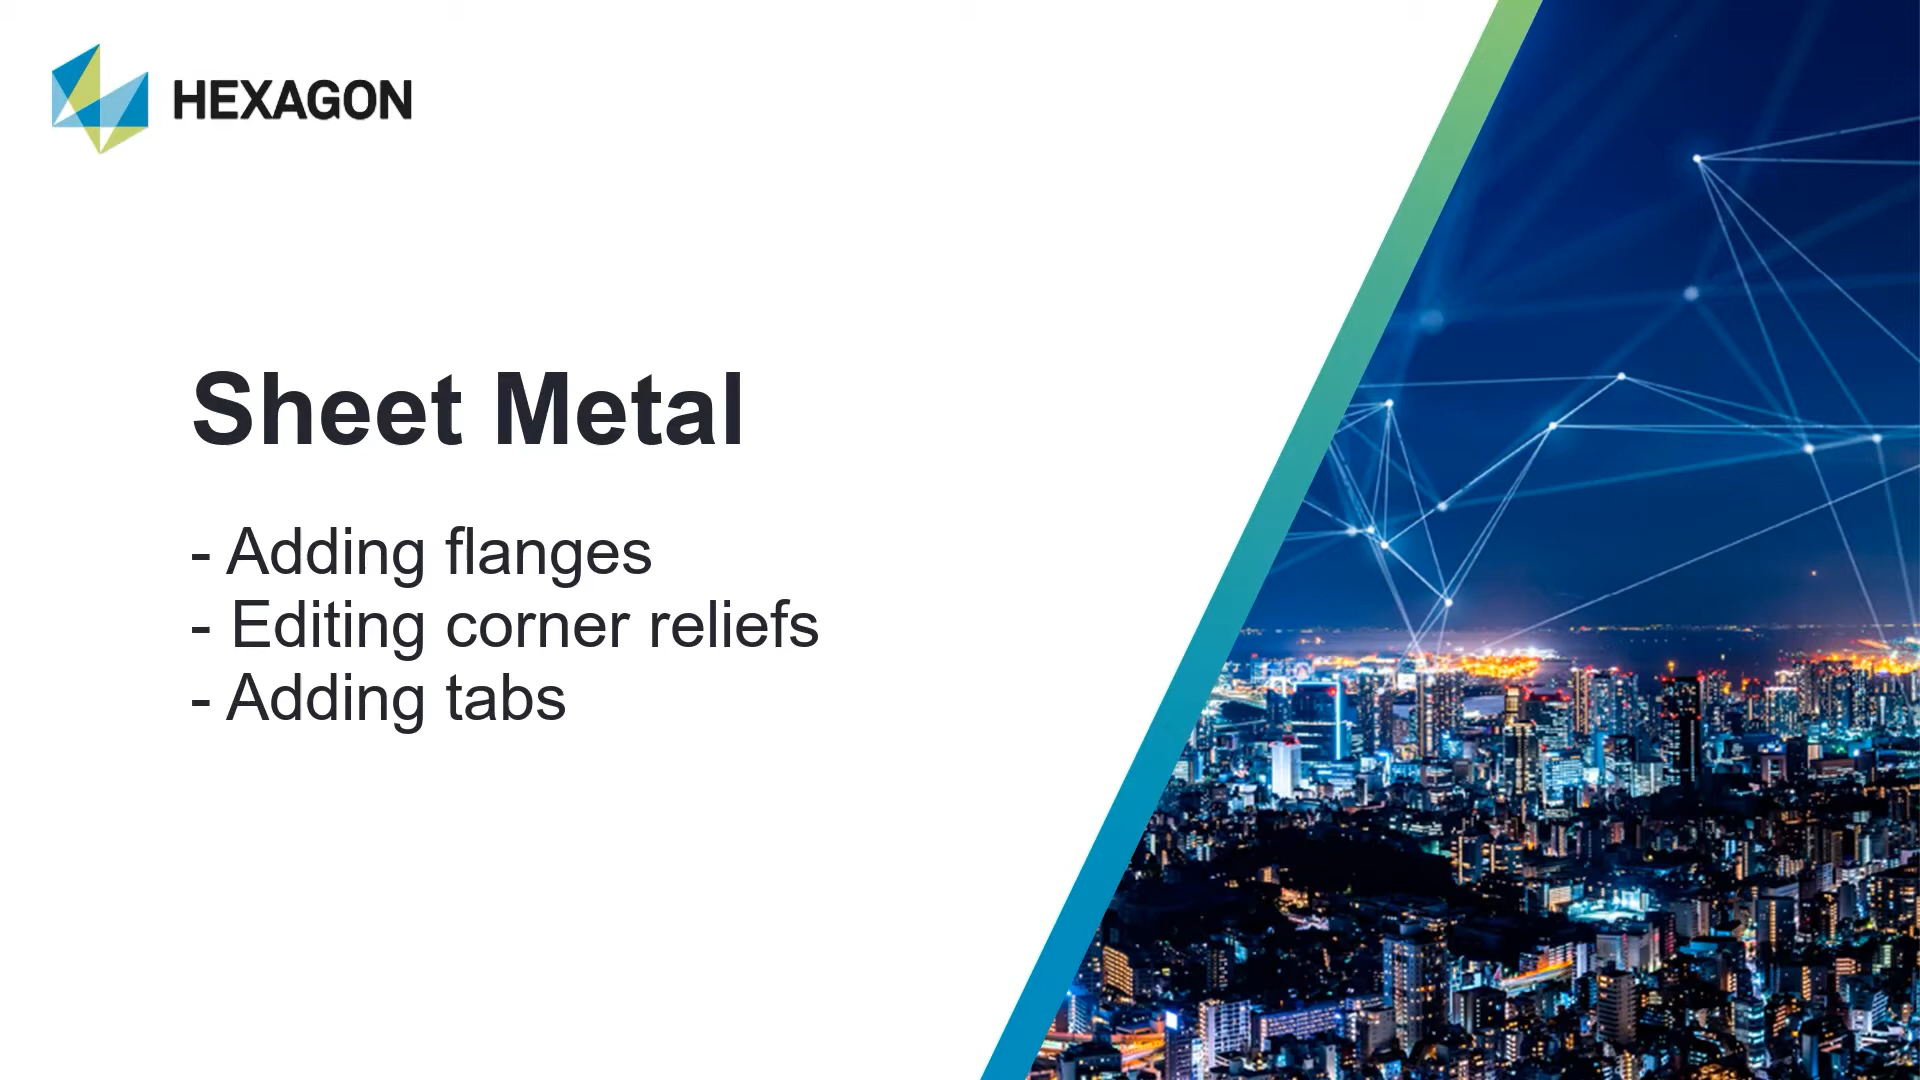 HEXAGON
Sheet Metal
- Adding flanges
- Editing corner reliefs
- Adding tabs